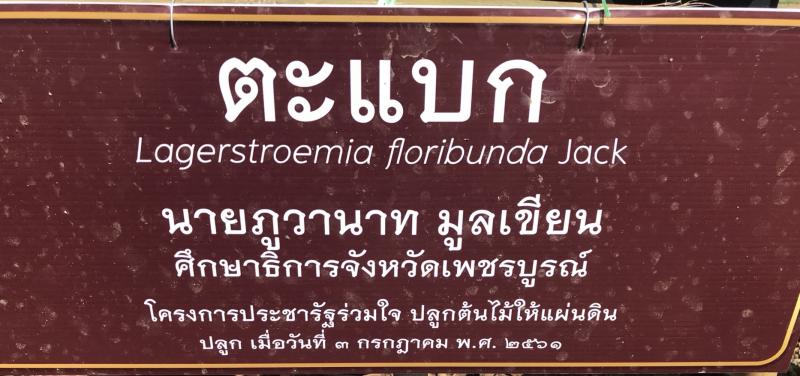 ตะแบก
Lagerstroemia floribunda Jack
นายภูวานาท มูลเขียน
ศึกษาธิการจังหวัดเพชรบูรณ์
โครงการประชารัฐร่วมใจ ปลูกต้นไม้ให้แผ่นดิน
ปลูก เมื่อวันที่ ๓ กรกฎาคม พ.ศ. ๒๕๖๑